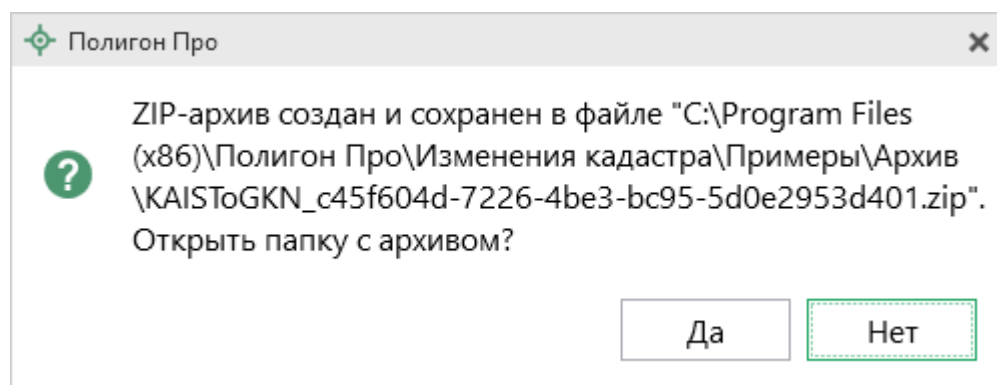 Полигон Про
ZIP-архив создан и сохранен в файле "C:\Program Files
(x86)\Полигон Про\Изменения кадастра\Примеры\Архив
\KAISToGKN_c45f604d-7226-4be3-bc95-5d0e2953d401.zip".
Открыть папку с архивом?
Да
Нет